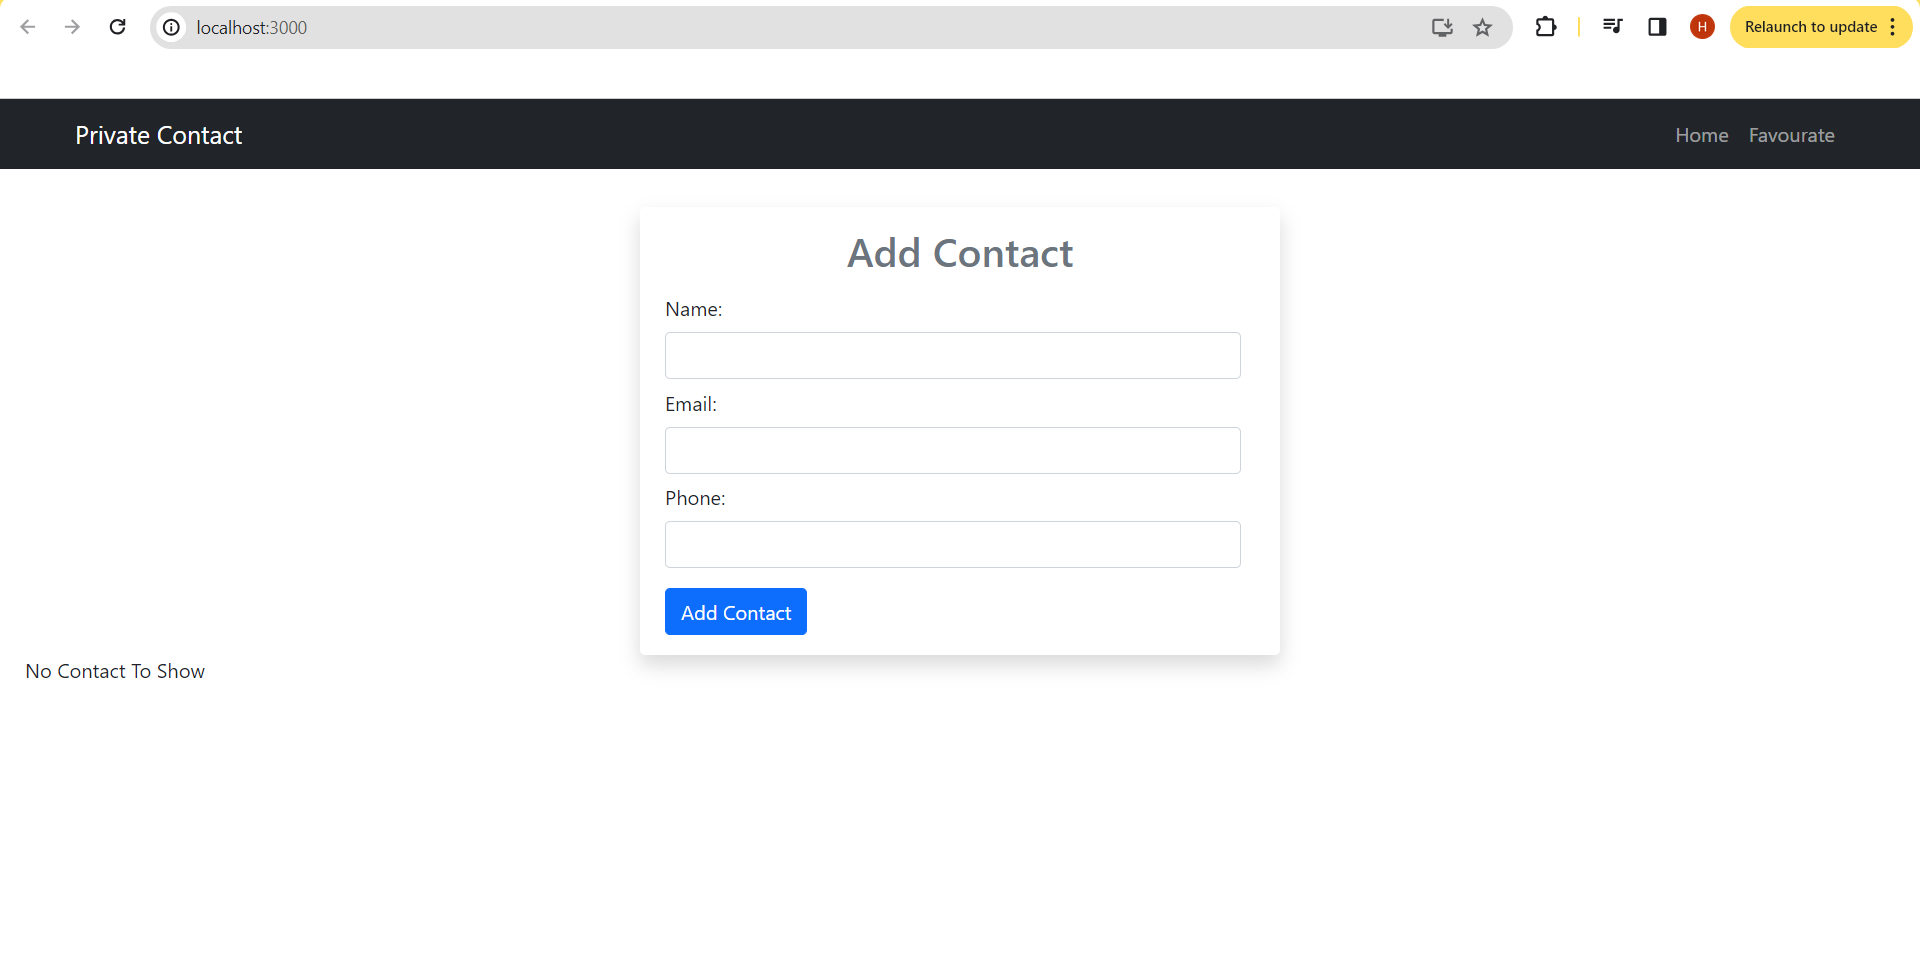 localhost:3000
H
Relaunch to update
Private Contact
Home Favourate
Add Contact
Name:
Email:
Phone:
Add Contact
No Contact To Show